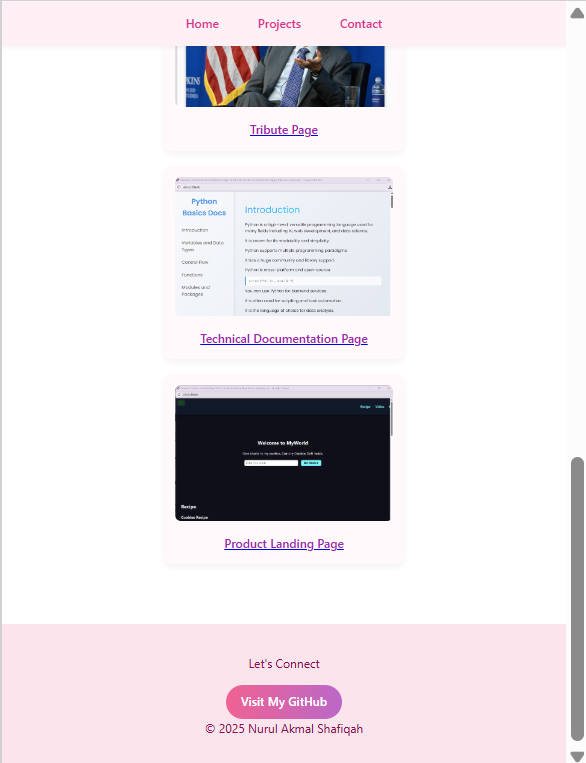 Home Projects Contact
Tribute Page
Python
Basics Docs
Introduction
Variables and Data
Types
Control Flow
Functions
Modules and
Packages
Introduction
Python is a high-level, versatile programming language used for
many fields including AI, web development, and data science.
It is known for its readability and simplicity.
Python supports multiple programming paradigms.
It has a huge community and library support.
Python is cross-platform and open-source.
You can use Python for backend services.
It is often used for scripting and test automation.
It is the language of choice for data analysis.
Technical Documentation Page
Recipe Video
Welcome to MyWorld
Recipe
Cookies Recipe
Product Landing Page
Let's Connect
Visit My GitHub
© 2025 Nurul Akmal Shafiqah